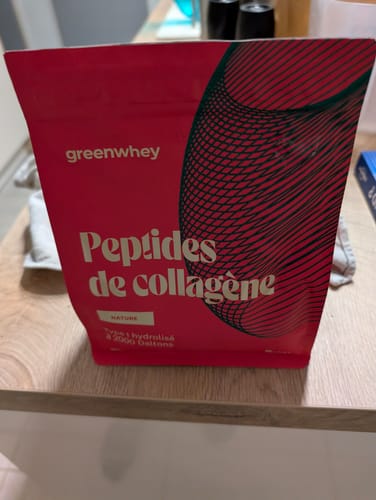 greenwhey
Peptides
de collagène
NATURE
Type I hydrolisé
à 2000 Daltons